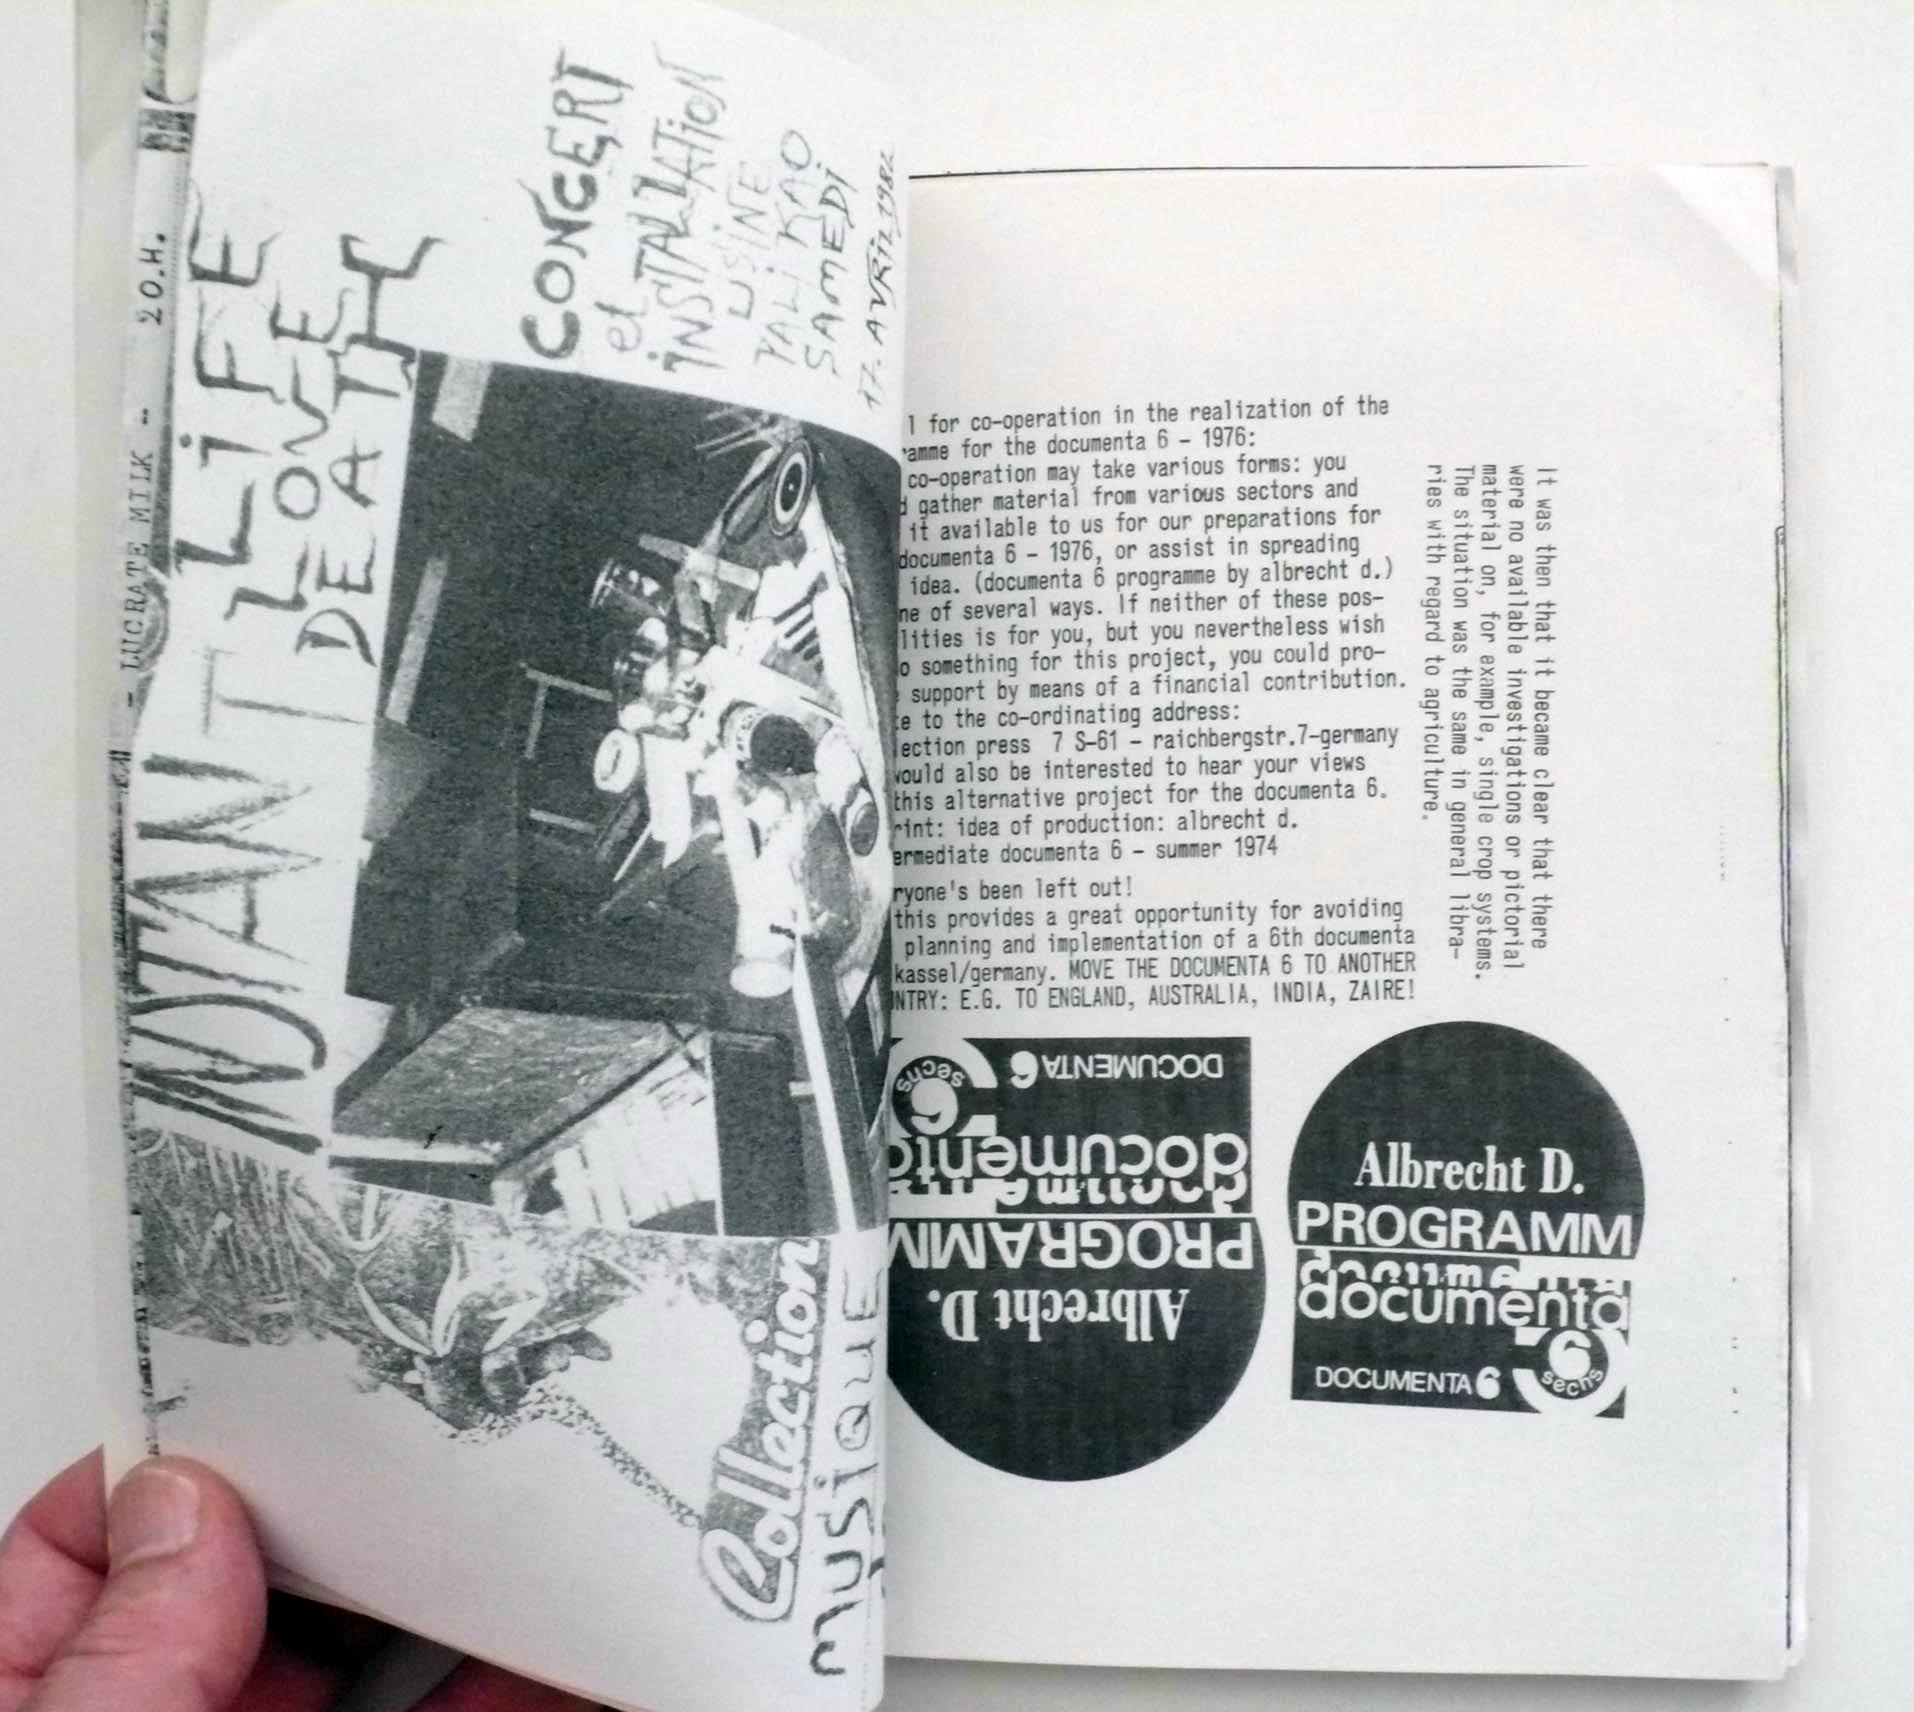 - LUCRATE MILK -- 20.H.
LiFE
LOVE
DEATH
CONCERT
et
iNSTALLATiON
USiNE
PALi KAO
SAMEDi
17. AVRIL 1982
Collection
MUSiQUE
l for co-operation in the realization of the
ramme for the documenta 6 - 1976:
co-operation may take various forms: you
d gather material from various sectors and
it available to us for our preparations for
documenta 6 - 1976, or assist in spreading
idea. (documenta 6 programme by albrecht d.)
ne of several ways. If neither of these pos-
lities is for you, but you nevertheless wish
o something for this project, you could pro-
support by means of a financial contribution.
te to the co-ordinating address:
lection press 7 S-61 - raichbergstr.7-germany
would also be interested to hear your views
this alternative project for the documenta 6.
rint: idea of production: albrecht d.
ermediate documenta 6 - summer 1974
ryone's been left out!
this provides a great opportunity for avoiding
planning and implementation of a 6th documenta
kassel/germany. MOVE THE DOCUMENTA 6 TO ANOTHER
NTRY: E.G. TO ENGLAND, AUSTRALIA, INDIA, ZAIRE!
It was then that it became clear that there
were no available investigations or pictorial
material on, for example, single crop systems.
The situation was the same in general libra-
ries with regard to agriculture.
Albrecht D.
PROGRAMM
documenta
documenta
6
sechs
DOCUMENTA 6
Albrecht D.
PROGRAMM
documenta
documenta
6
sechs
DOCUMENTA 6